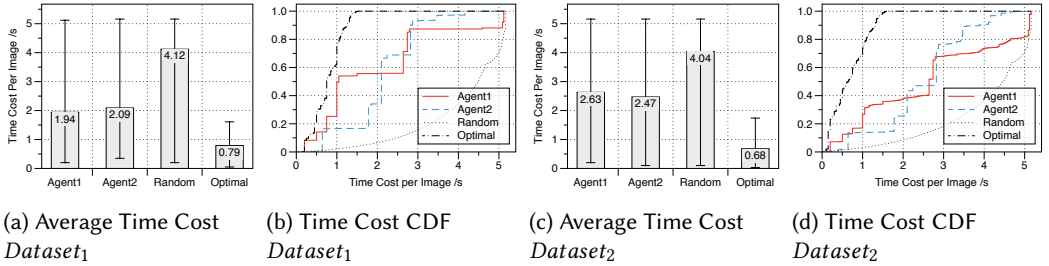 Time Cost Per Image /s
5
4
3
2
1
0
1.94
2.09
4.12
0.79
Agent1 Agent2 Random Optimal
1.0
0.8
0.6
0.4
0.2
0.0
Agent1
Agent2
Random
Optimal
0 1 2 3 4 5
Time Cost per Image /s
Time Cost Per Image /s
5
4
3
2
1
0
2.63
2.47
4.04
0.68
Agent1 Agent2 Random Optimal
1.0
0.8
0.6
0.4
0.2
0.0
Agent1
Agent2
Random
Optimal
0 1 2 3 4 5
Time Cost per Image /s
(a) Average Time Cost
Dataset1
(b) Time Cost CDF
Dataset1
(c) Average Time Cost
Dataset2
(d) Time Cost CDF
Dataset2